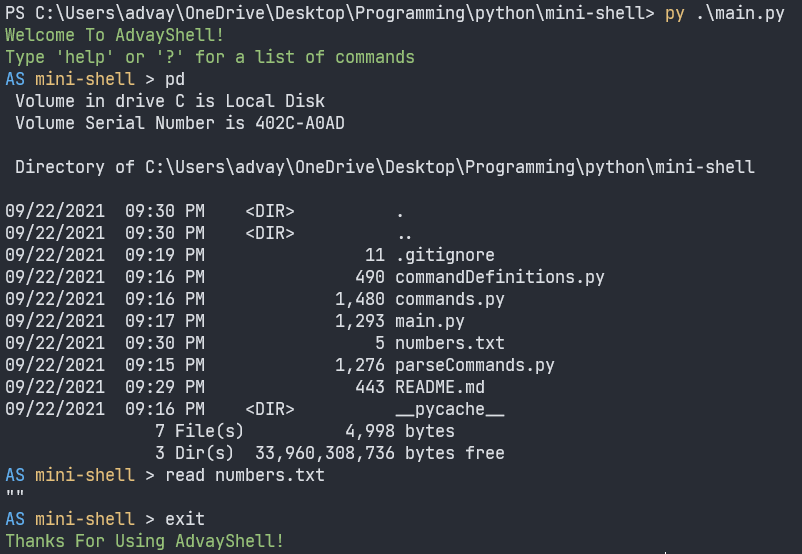 PS C:\Users\advay\OneDrive\Desktop\Programming\python\mini-shell> py .\main.py
Welcome To AdvayShell!
Type 'help' or '?' for a list of commands
AS mini-shell > pd
 Volume in drive C is Local Disk
 Volume Serial Number is 402C-A0AD

 Directory of C:\Users\advay\OneDrive\Desktop\Programming\python\mini-shell

09/22/2021  09:30 PM    <DIR>          .
09/22/2021  09:30 PM    <DIR>          ..
09/22/2021  09:19 PM                11 .gitignore
09/22/2021  09:16 PM               490 commandDefinitions.py
09/22/2021  09:16 PM             1,480 commands.py
09/22/2021  09:17 PM             1,293 main.py
09/22/2021  09:30 PM                 5 numbers.txt
09/22/2021  09:15 PM             1,276 parseCommands.py
09/22/2021  09:29 PM               443 README.md
09/22/2021  09:16 PM    <DIR>          __pycache__
               7 File(s)          4,998 bytes
               3 Dir(s)  33,960,308,736 bytes free
AS mini-shell > read numbers.txt
""
AS mini-shell > exit
Thanks For Using AdvayShell!